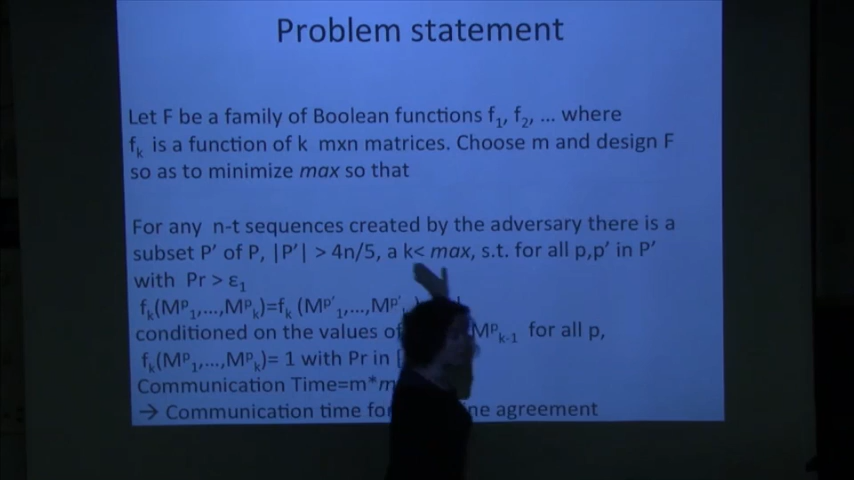 Problem statement
Let F be a family of Boolean functions f₁, f₂, ... where
fₖ is a function of k mxn matrices. Choose m and design F
so as to minimize max so that
For any n-t sequences created by the adversary there is a
subset P' of P, |P'| > 4n/5, a k< max, s.t. for all p,p' in P'
with Pr > ε₁
fₖ(Mᵖ₁,...,Mᵖₖ)=fₖ (Mᵖ'₁,...,Mᵖ'
conditioned on the values of Mᵖₖ₋₁ for all p,
fₖ(Mᵖ₁,...,Mᵖₖ)= 1 with Pr in [
Communication Time=m*m
→ Communication time for ne agreement